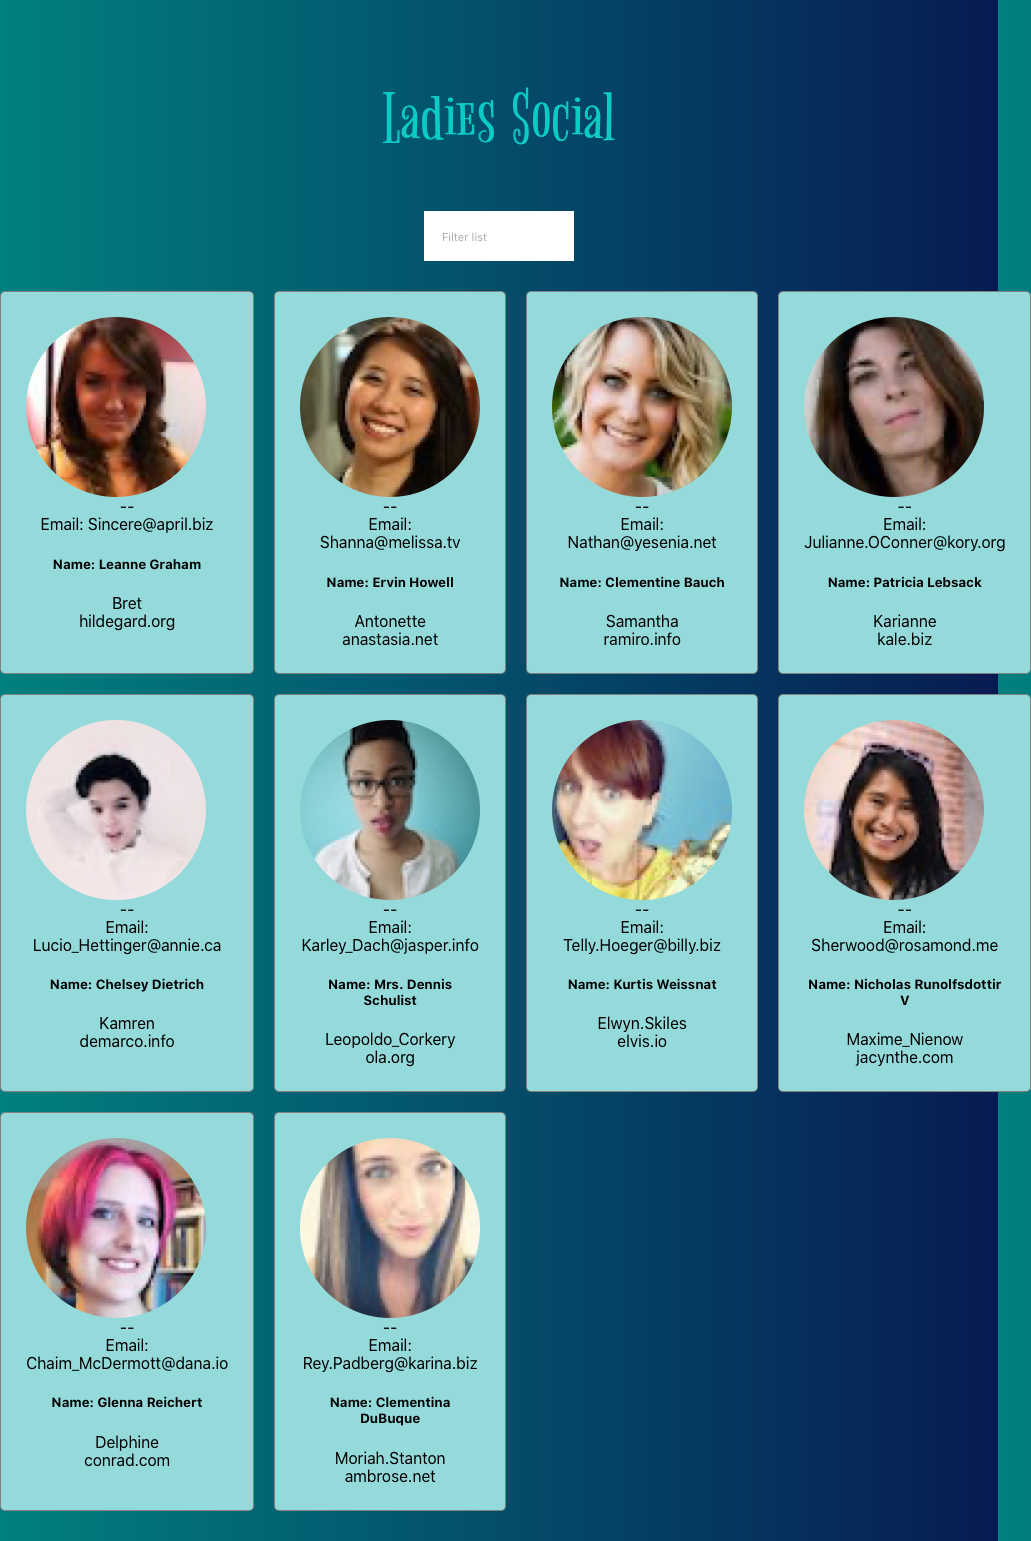 Ladies Social
Filter list
--
Email: Sincere@april.biz
Name: Leanne Graham
Bret
hildegard.org
--
Email:
Shanna@melissa.tv
Name: Ervin Howell
Antonette
anastasia.net
--
Email:
Nathan@yesenia.net
Name: Clementine Bauch
Samantha
ramiro.info
--
Email:
Julianne.OConner@kory.org
Name: Patricia Lebsack
Karianne
kale.biz
--
Email:
Lucio_Hettinger@annie.ca
Name: Chelsey Dietrich
Kamren
demarco.info
--
Email:
Karley_Dach@jasper.info
Name: Mrs. Dennis
Schulist
Leopoldo_Corkery
ola.org
--
Email:
Telly.Hoeger@billy.biz
Name: Kurtis Weissnat
Elwyn.Skiles
elvis.io
--
Email:
Sherwood@rosamond.me
Name: Nicholas Runolfsdottir
V
Maxime_Nienow
jacynthe.com
--
Email:
Chaim_McDermott@dana.io
Name: Glenna Reichert
Delphine
conrad.com
--
Email:
Rey.Padberg@karina.biz
Name: Clementina
DuBuque
Moriah.Stanton
ambrose.net